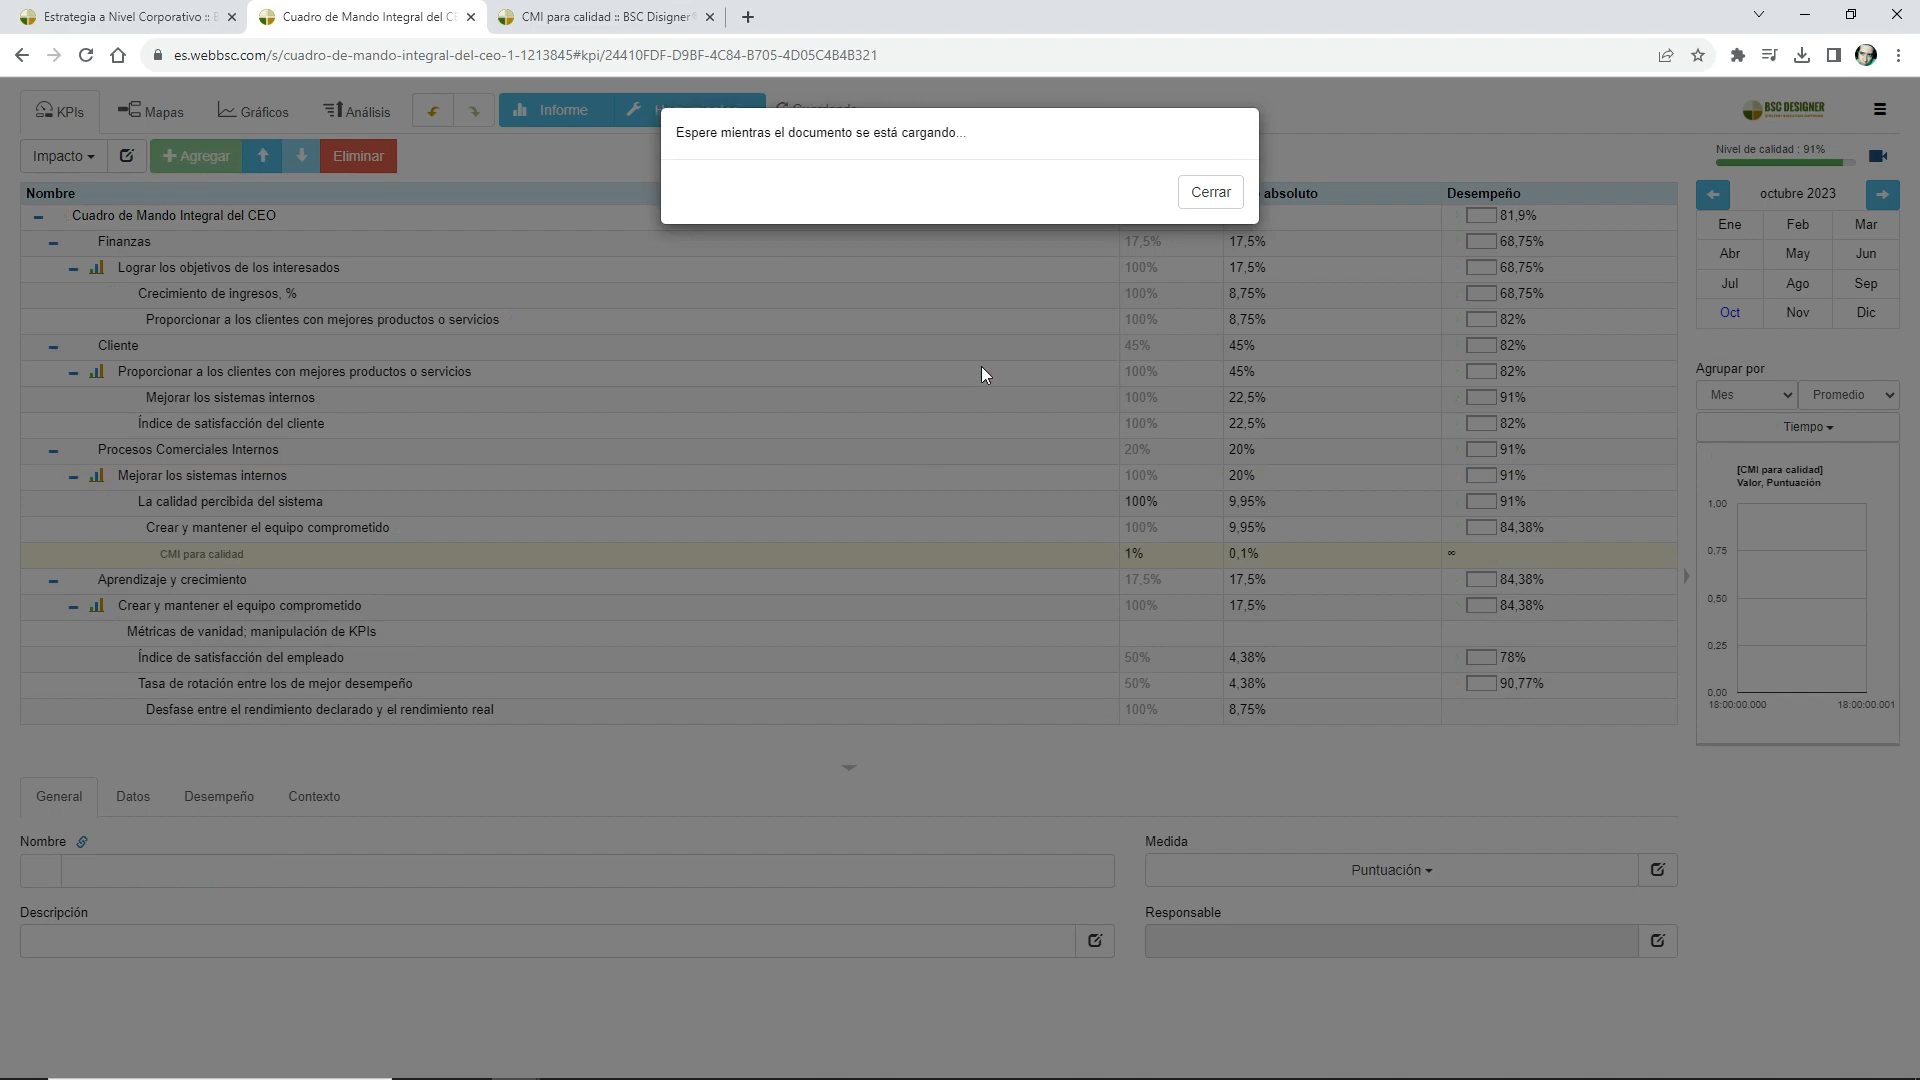 Estrategia a Nivel Corporativo ::
Cuadro de Mando Integral del C
CMI para calidad :: BSC Disigner
es.webbsc.com/s/cuadro-de-mando-integral-del-ceo-1-1213845#kpi/24410FDF-D9BF-4C84-B705-4D05C4B4B321
KPIs
Mapas
Gráficos
Análisis
Informe
BSC DESIGNER
Espere mientras el documento se está cargando...
Cerrar
Impacto
Agregar
Eliminar
Nivel de calidad : 91%
Nombre absoluto Desempeño
octubre 2023
Cuadro de Mando Integral del CEO 81,9%
Finanzas 17,5% 17,5% 68,75%
Lograr los objetivos de los interesados 100% 17,5% 68,75%
Crecimiento de ingresos, % 100% 8,75% 68,75%
Proporcionar a los clientes con mejores productos o servicios 100% 8,75% 82%
Cliente 45% 45% 82%
Proporcionar a los clientes con mejores productos o servicios 100% 45% 82%
Mejorar los sistemas internos 100% 22,5% 91%
Índice de satisfacción del cliente 100% 22,5% 82%
Procesos Comerciales Internos 20% 20% 91%
Mejorar los sistemas internos 100% 20% 91%
La calidad percibida del sistema 100% 9,95% 91%
Crear y mantener el equipo comprometido 100% 9,95% 84,38%
CMI para calidad 1% 0,1% ∞
Aprendizaje y crecimiento 17,5% 17,5% 84,38%
Crear y mantener el equipo comprometido 100% 17,5% 84,38%
Métricas de vanidad; manipulación de KPIs
Índice de satisfacción del empleado 50% 4,38% 78%
Tasa de rotación entre los de mejor desempeño 50% 4,38% 90,77%
Desfase entre el rendimiento declarado y el rendimiento real 100% 8,75%
Ene Feb Mar
Abr May Jun
Jul Ago Sep
Oct Nov Dic
Agrupar por
Mes Promedio
Tiempo
[CMI para calidad]
Valor, Puntuación
1,00
0,75
0,50
0,25
0,00
18:00:00.000 18:00:00.001
General Datos Desempeño Contexto
Nombre
Medida
Puntuación
Descripción
Responsable